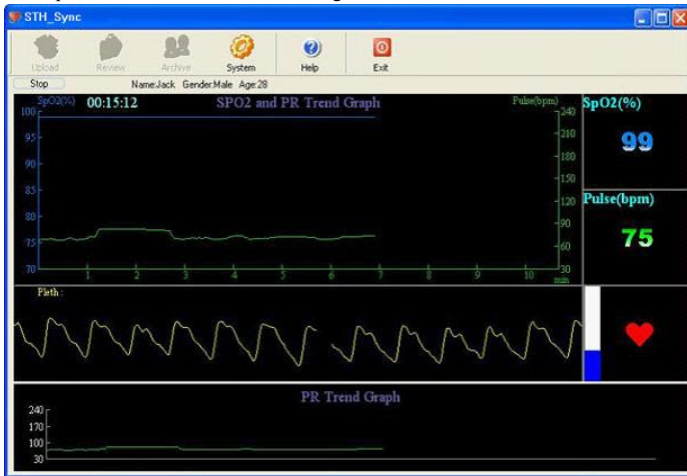 STH_Sync
Upload Review Archive System Help Exit
Stop Name:Jack Gender:Male Age:28
SpO2(%) 00:15:12 SPO2 and PR Trend Graph Pulse(bpm)
100 240
95 210
90 180
150
85
120
80 90
75 60
70 30
1 2 3 4 5 6 7 8 9 10 min
SpO2(%)
99
Pulse(bpm)
75
Pleth :
PR Trend Graph
240
170
100
30